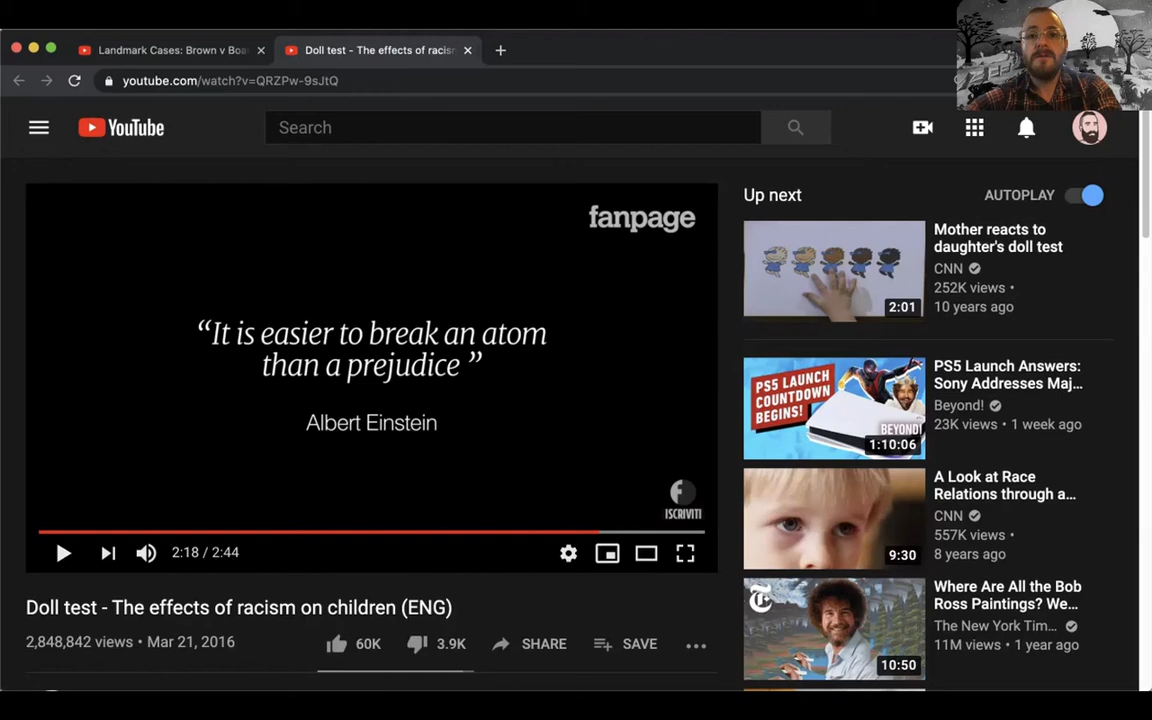 Landmark Cases: Brown v Boa
Doll test - The effects of racism
youtube.com/watch?v=QRZPw-9sJtQ
YouTube
Search
fanpage
“It is easier to break an atom
than a prejudice ”
Albert Einstein
ISCRIVITI
2:18 / 2:44
Doll test - The effects of racism on children (ENG)
2,848,842 views • Mar 21, 2016
60K
3.9K
SHARE
SAVE
Up next
AUTOPLAY
2:01
Mother reacts to
daughter's doll test
CNN
252K views •
10 years ago
PS5 LAUNCH
COUNTDOWN
BEGINS!
BEYOND!
1:10:06
PS5 Launch Answers:
Sony Addresses Maj...
Beyond!
23K views • 1 week ago
9:30
A Look at Race
Relations through a...
CNN
557K views •
8 years ago
10:50
Where Are All the Bob
Ross Paintings? We...
The New York Tim...
11M views • 1 year ago